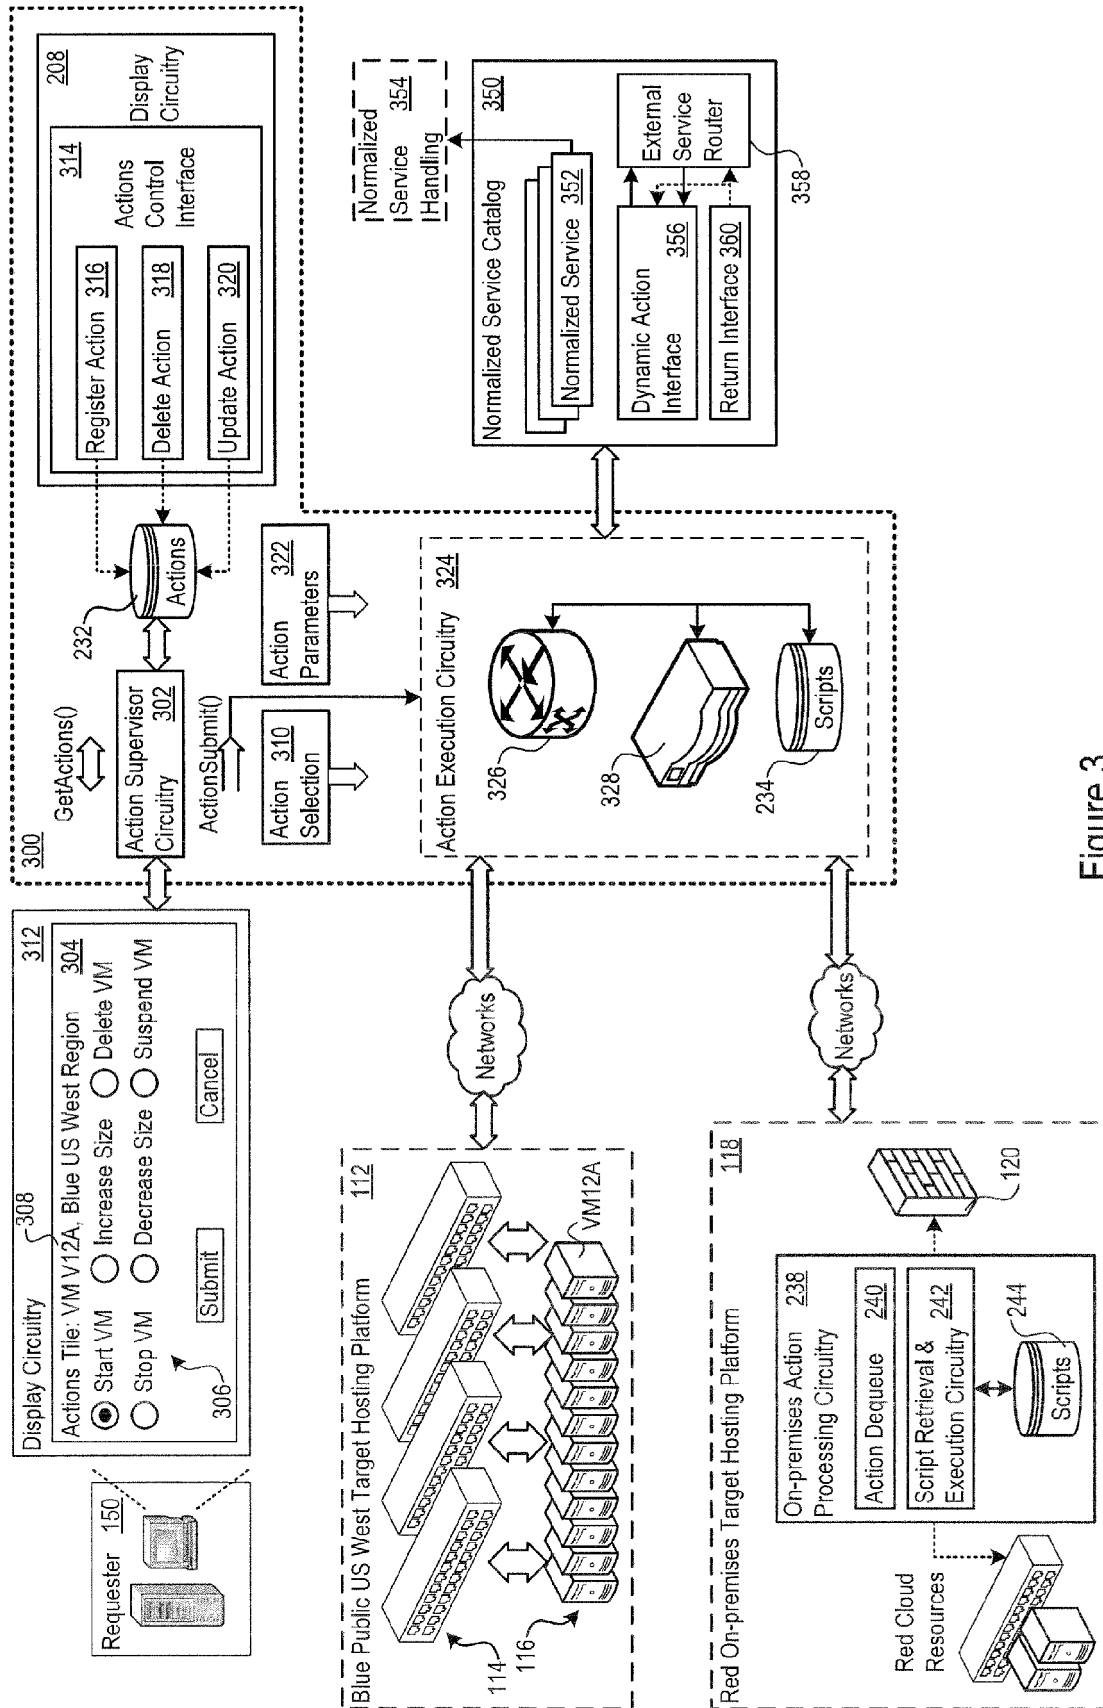 Requester 150
Display Circuitry
312
308
Actions Tile: VM V12A, Blue US West Region
304
Start VM
Increase Size
Delete VM
Stop VM
Decrease Size
Suspend VM
306
Submit
Cancel
300
GetActions()
Action Supervisor
Circuitry 302
232
Actions
Register Action 316
Delete Action 318
Update Action 320
314
Actions
Control
Interface
208
Display
Circuitry
ActionSubmit()
Action 310
Selection
Action 322
Parameters
Action Execution Circuitry 324
326
328
Scripts
234
Normalized
Service 354
Handling
Normalized Service Catalog 350
Normalized Service 352
Dynamic Action
Interface 356
Return Interface 360
External
Service
Router
358
Blue Public US West Target Hosting Platform 112
114
116
VM12A
Networks
Red On-premises Target Hosting Platform 118
On-premises Action 238
Processing Circuitry
Action Dequeue 240
Script Retrieval & 242
Execution Circuitry
244
Scripts
120
Red Cloud
Resources
Networks
Figure 3